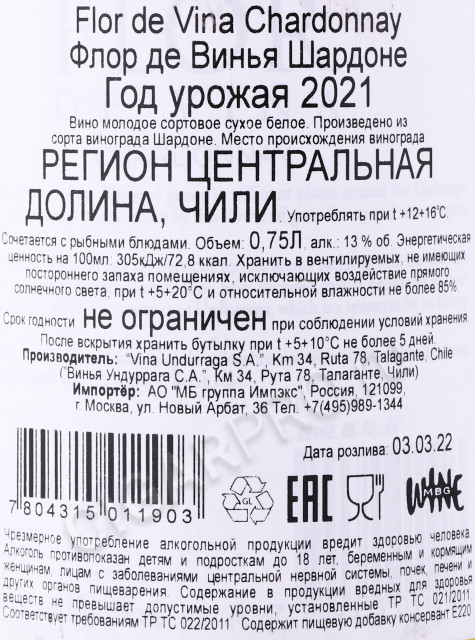 Flor de Vina Chardonnay
Флор де Винья Шардоне
Год урожая 2021
Вино молодое сортовое сухое белое. Произведено из
сорта винограда Шардоне. Место происхождения винограда
РЕГИОН ЦЕНТРАЛЬНАЯ
ДОЛИНА, ЧИЛИ. Употреблять при t +12+16°C.
Сочетается с рыбными блюдами. Объем: 0,75Л, алк.: 13 % об. Энергетическая
ценность на 100мл: 305кДж/72,8 ккал. Хранить в вентилируемых, не имеющих
постороннего запаха помещениях, исключающих воздействие прямого
солнечного света, при t +5+20°C и относительной влажности не более 85%.
Срок годности не ограничен при соблюдении условий хранения.
После вскрытия хранить бутылку при t +5+10°C не более 5 дней.
Производитель: "Vina Undurraga S.A.", Km 34, Ruta 78, Talagante, Chile
("Винья Ундуррага С.А.", Км 34, Рута 78, Талаганте, Чили)
Импортёр: АО "МБ группа Импэкс", Россия, 121099,
г. Москва, ул. Новый Арбат, 36 Тел. +7(495)989-1344
Дата розлива: 03.03.22
GL
EAC
WINE
MBG
7 804315 011903
Чрезмерное употребление алкогольной продукции вредит здоровью человека
Алкоголь противопоказан детям и подросткам до 18 лет, беременным и кормящим
женщинам, лицам с заболеваниями центральной нервной системы, почек, печени и
других органов пищеварения. Содержание в продукции вредных для здоровья
веществ не превышает допустимые уровни, установленные ТР ТС 021/2011
Соответствует требованиям ТР ТС 022/2011 Содержит пищевую добавку консервант Е220